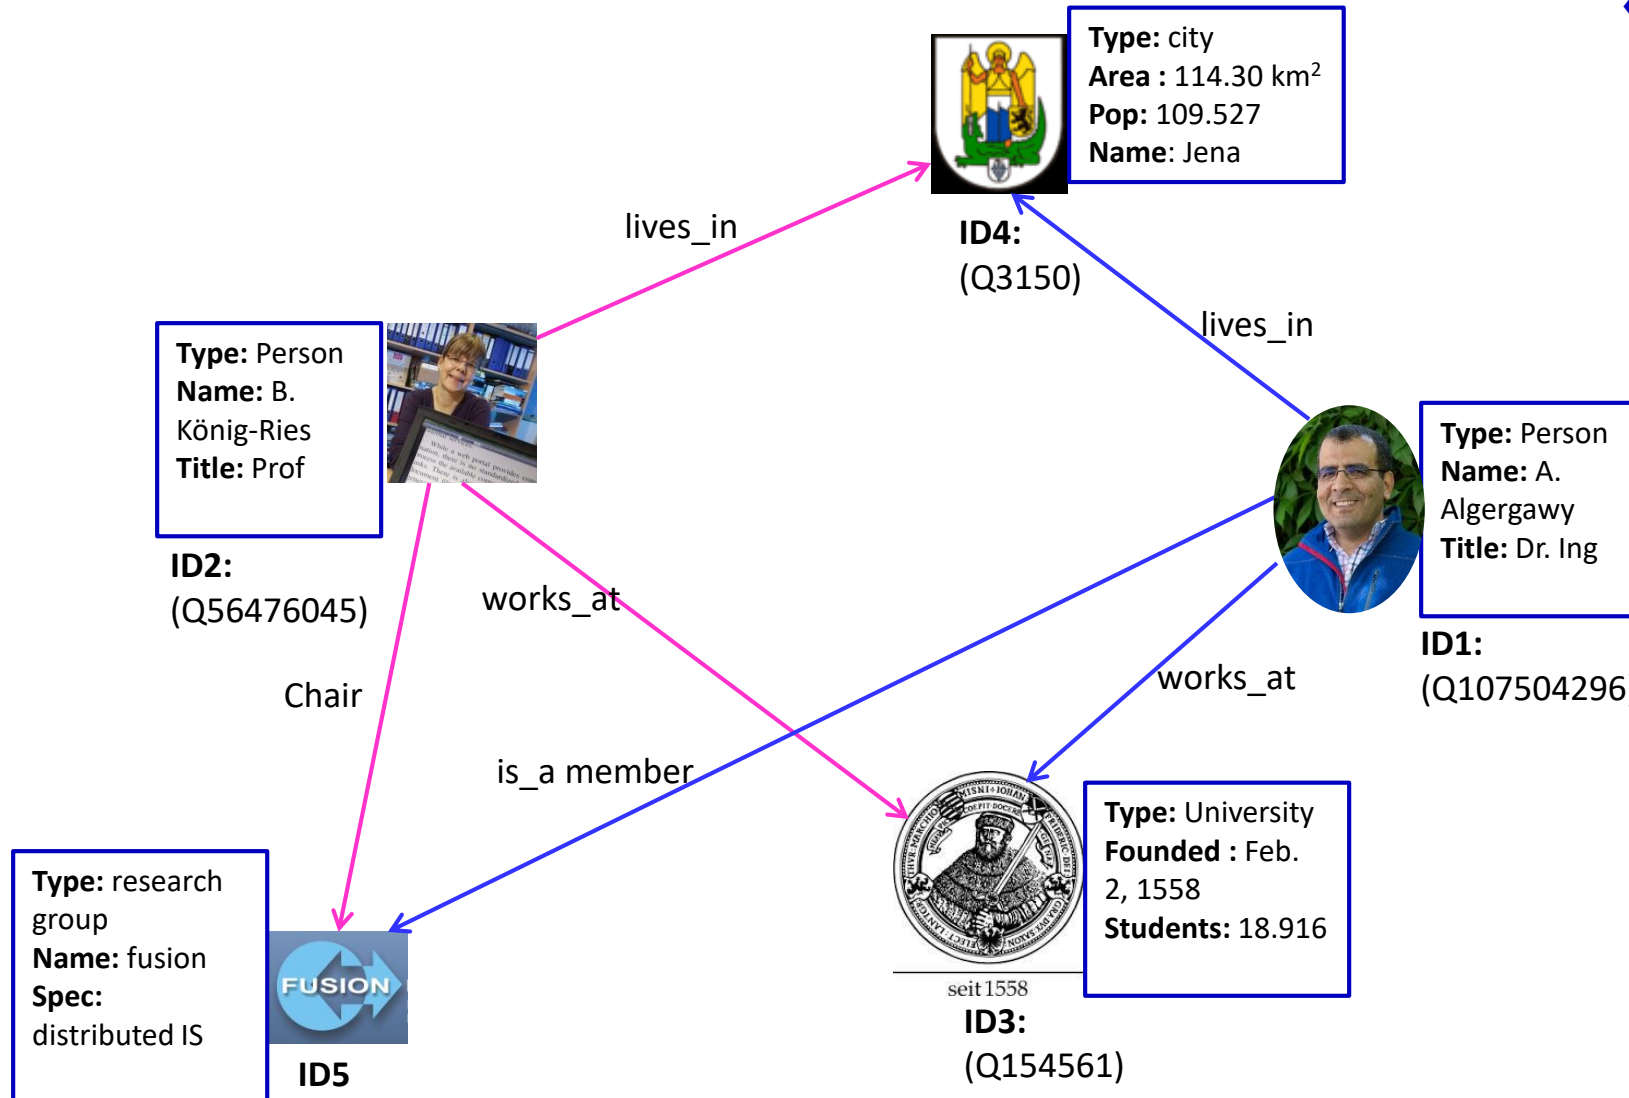 Type: city
Area : 114.30 km²
Pop: 109.527
Name: Jena
ID4:
(Q3150)
lives_in
lives_in
Type: Person
Name: B.
König-Ries
Title: Prof
ID2:
(Q56476045)
Type: Person
Name: A.
Algergawy
Title: Dr. Ing
ID1:
(Q107504296)
works_at
works_at
Chair
is_a member
Type: research
group
Name: fusion
Spec:
distributed IS
FUSION
ID5
Type: University
Founded : Feb.
2, 1558
Students: 18.916
seit 1558
ID3:
(Q154561)